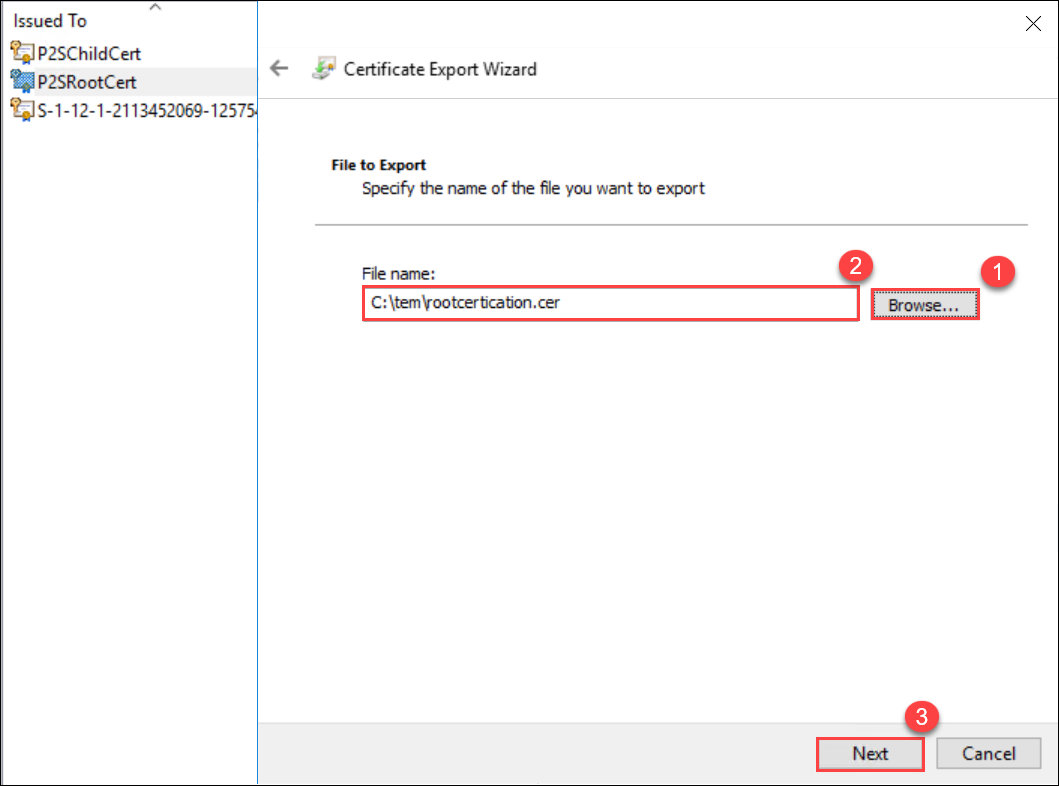 Issued To
P2SChildCert
P2SRootCert
S-1-12-1-2113452069-12575
Certificate Export Wizard
File to Export
Specify the name of the file you want to export
File name:
2
1
C:\tem\rootcertication.cer
Browse...
3
Next
Cancel